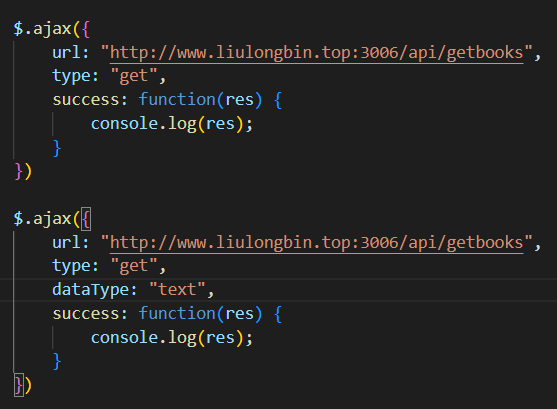 $.ajax({
    url: "http://www.liulongbin.top:3006/api/getbooks",
    type: "get",
    success: function(res) {
        console.log(res);
    }
})
$.ajax({
    url: "http://www.liulongbin.top:3006/api/getbooks",
    type: "get",
    dataType: "text",
    success: function(res) {
        console.log(res);
    }
})